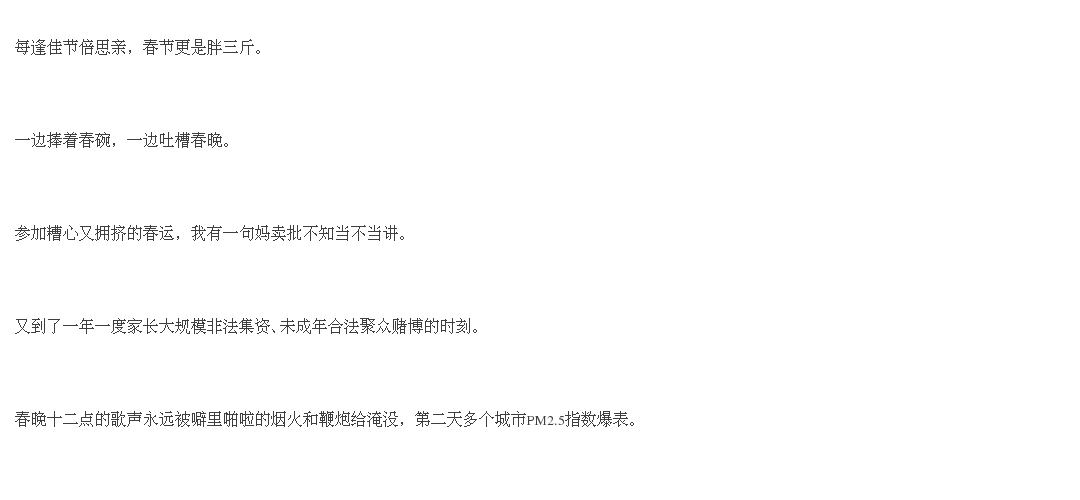 每逢佳节倍思亲，春节更是胖三斤。
一边捧着春碗，一边吐槽春晚。
参加糟心又拥挤的春运，我有一句妈卖批不知当不当讲。
又到了一年一度家长大规模非法集资、未成年合法聚众赌博的时刻。
春晚十二点的歌声永远被噼里啪啦的烟火和鞭炮给淹没，第二天多个城市PM2.5指数爆表。